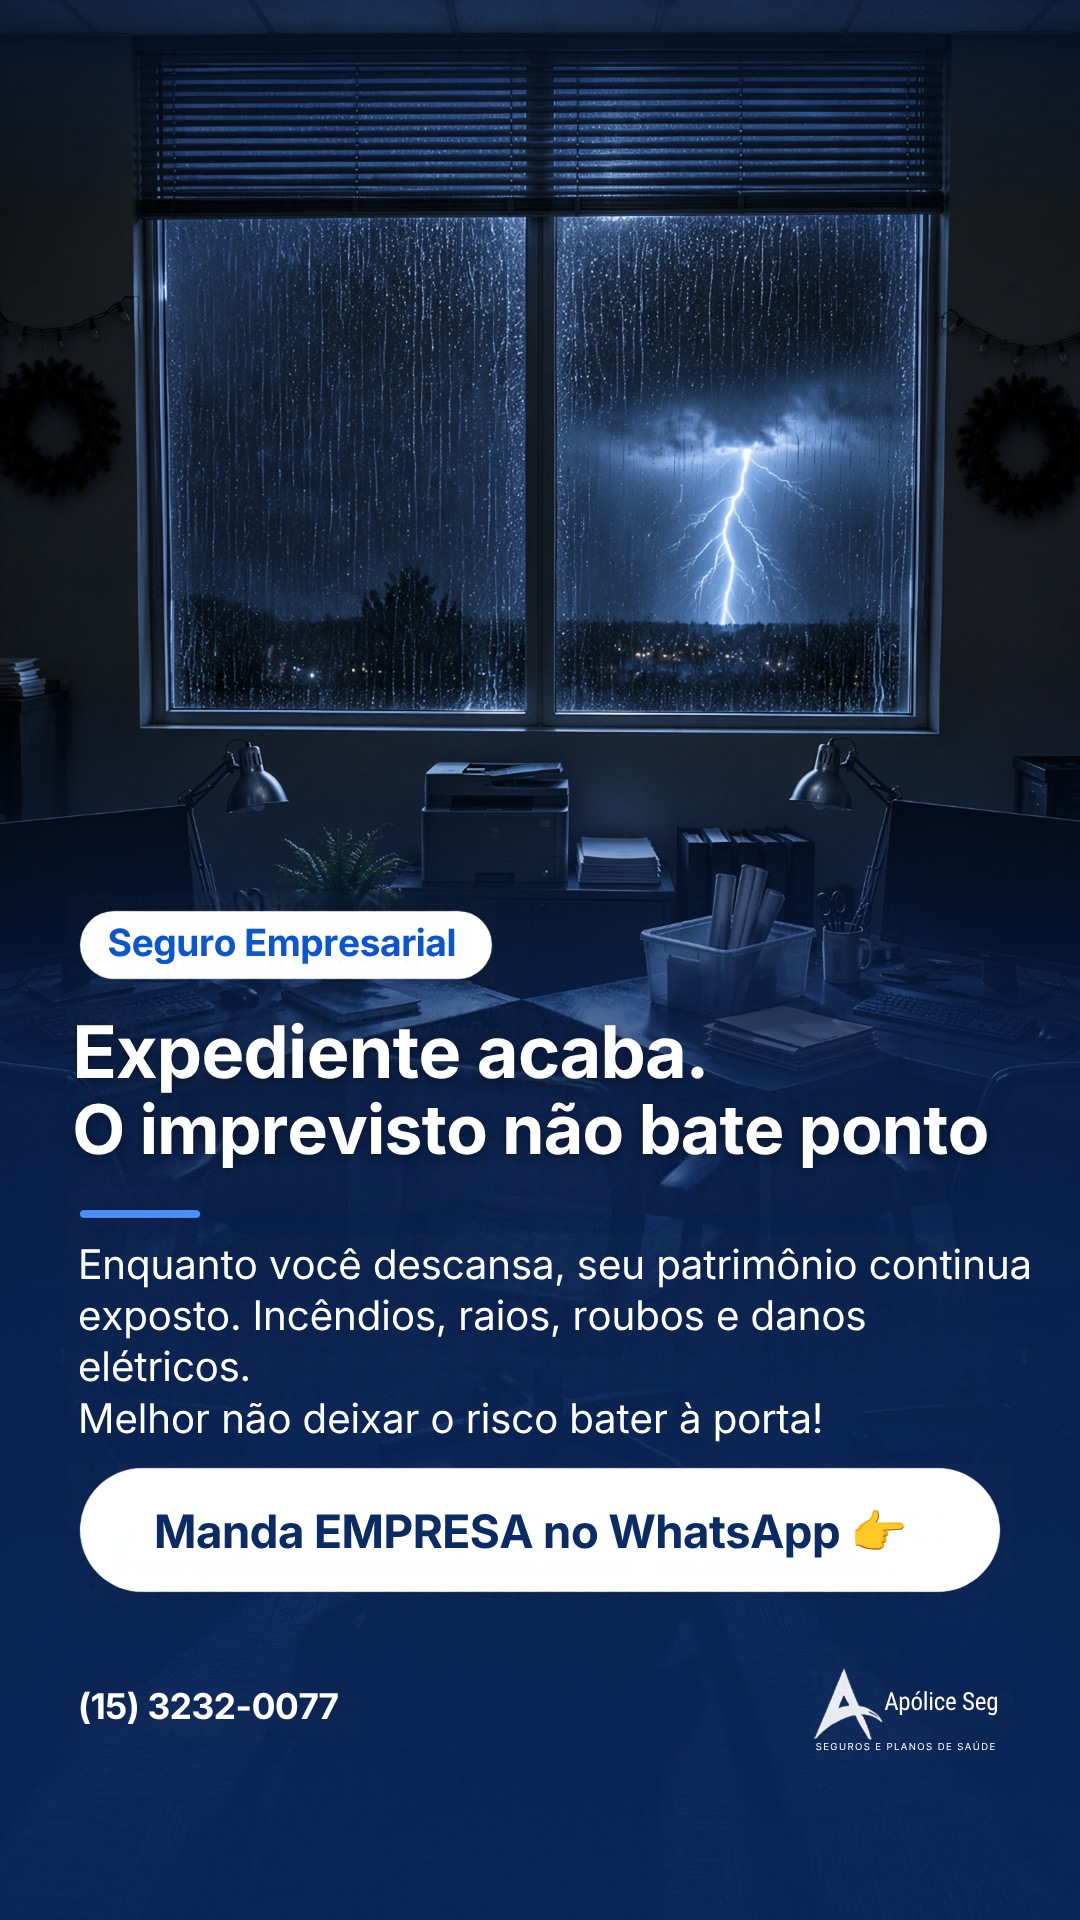 Seguro Empresarial
Expediente acaba.
O imprevisto não bate ponto
Enquanto você descansa, seu patrimônio continua
exposto. Incêndios, raios, roubos e danos
elétricos.
Melhor não deixar o risco bater à porta!
Manda EMPRESA no WhatsApp 👉
(15) 3232-0077
Apólice Seg
SEGUROS E PLANOS DE SAÚDE